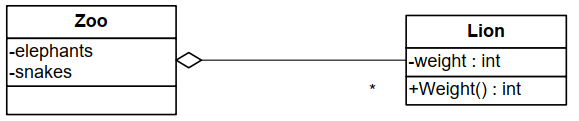 Zoo
-elephants
-snakes
*
Lion
-weight : int
+Weight() : int